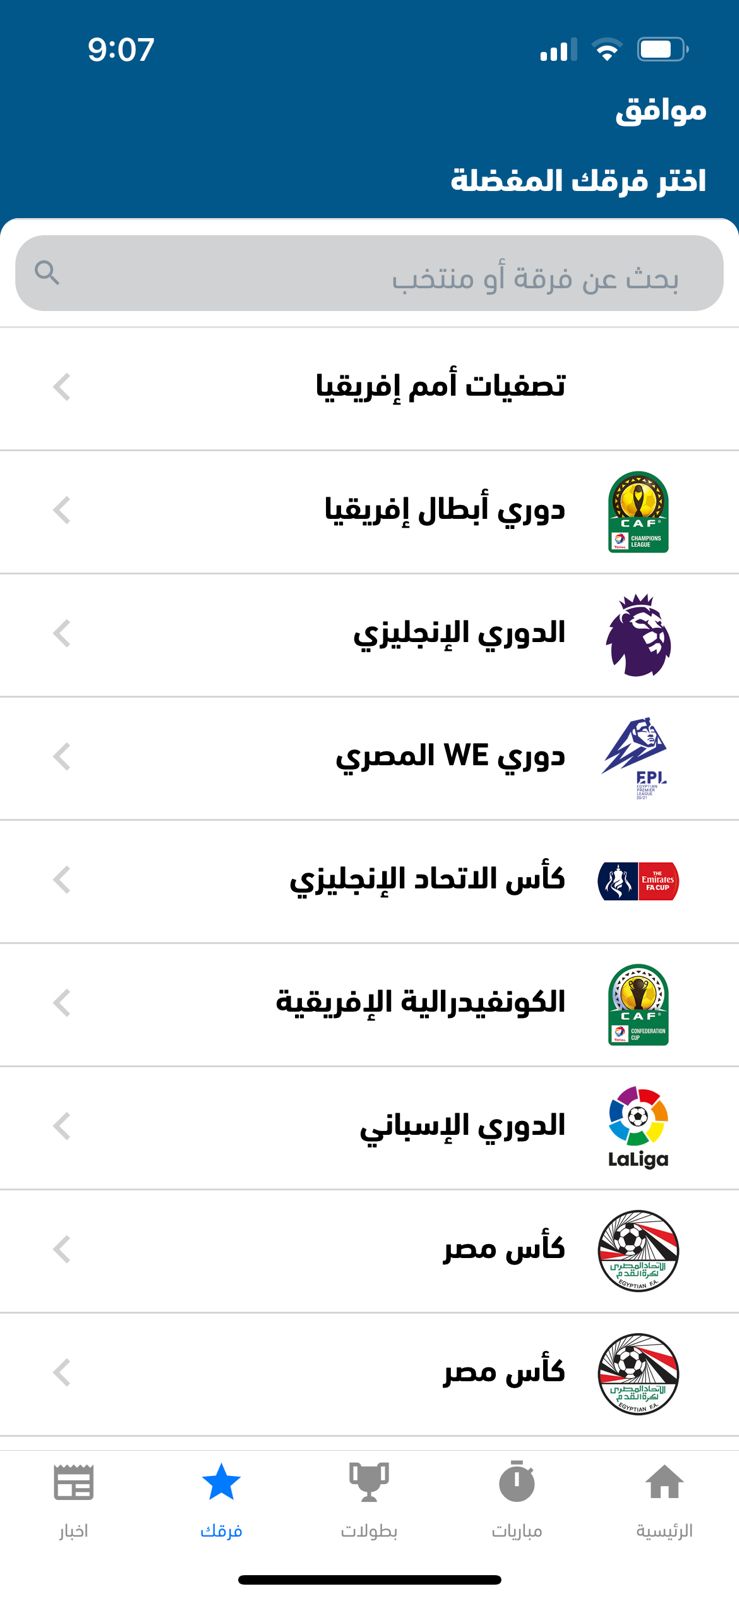 9:07
موافق
اختر فرقك المفضلة
بحث عن فرقة أو منتخب
تصفيات أمم إفريقيا
دوري أبطال إفريقيا
CAF
CHAMPIONS
LEAGUE
الدوري الإنجليزي
دوري WE المصري
EPL
EGYPTIAN
PREMIER
LEAGUE
كأس الاتحاد الإنجليزي
THE
Emirates
FA CUP
الكونفيدرالية الإفريقية
CAF
CONFEDERATION
CUP
الدوري الإسباني
LaLiga
كأس مصر
الاتحاد المصرى
لكرة القدم
EGYPTIAN F.A.
كأس مصر
الاتحاد المصرى
لكرة القدم
EGYPTIAN F.A.
الرئيسية
مباريات
بطولات
فرقك
اخبار